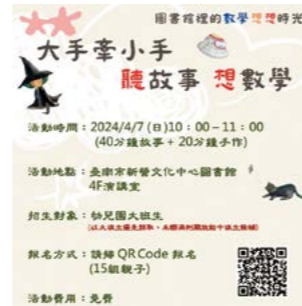 圖書館裡的數學想想時光
大手牽小手
聽故事 想數學
活動時間：2024/4/7 (日)10：00-11：00
(40分鐘故事 + 20分鐘手作)
活動地點：臺南市新營文化中心圖書館
4F演講室
招生對象：幼兒園大班生
報名方式：請掃 QR Code 報名
(15組親子)
活動費用：免費